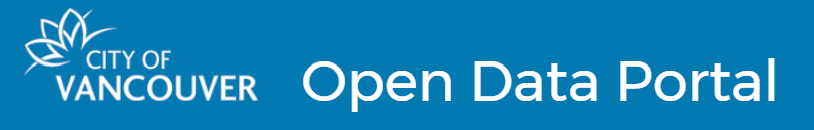 CITY OF
VANCOUVER
Open Data Portal